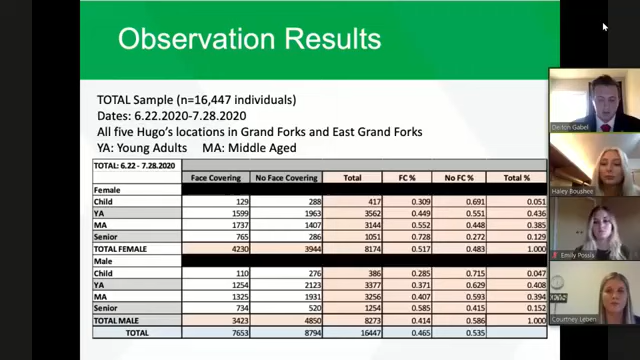 Observation Results
TOTAL Sample (n=16,447 individuals)
Dates: 6.22.2020-7.28.2020
All five Hugo's locations in Grand Forks and East Grand Forks
YA: Young Adults MA: Middle Aged
TOTAL: 6.22 - 7.28.2020
Face Covering No Face Covering Total FC % No FC% Total %
Female
Child 129 288 417 0.309 0.691 0.051
YA 1599 1963 3562 0.449 0.551 0.436
MA 1737 1407 3144 0.552 0.448 0.385
Senior 765 286 1051 0.728 0.272 0.129
TOTAL FEMALE 4230 3944 8174 0.517 0.483 1.000
Male
Child 110 276 386 0.285 0.715 0.047
YA 1254 2123 3377 0.371 0.629 0.408
MA 1325 1931 3256 0.407 0.593 0.394
Senior 734 520 1254 0.585 0.415 0.152
TOTAL MALE 3423 4850 8273 0.414 0.586 1.000
TOTAL 7653 8794 16447 0.465 0.535
Denton Gabel
Haley Boushee
Emily Possis
Courtney Leben